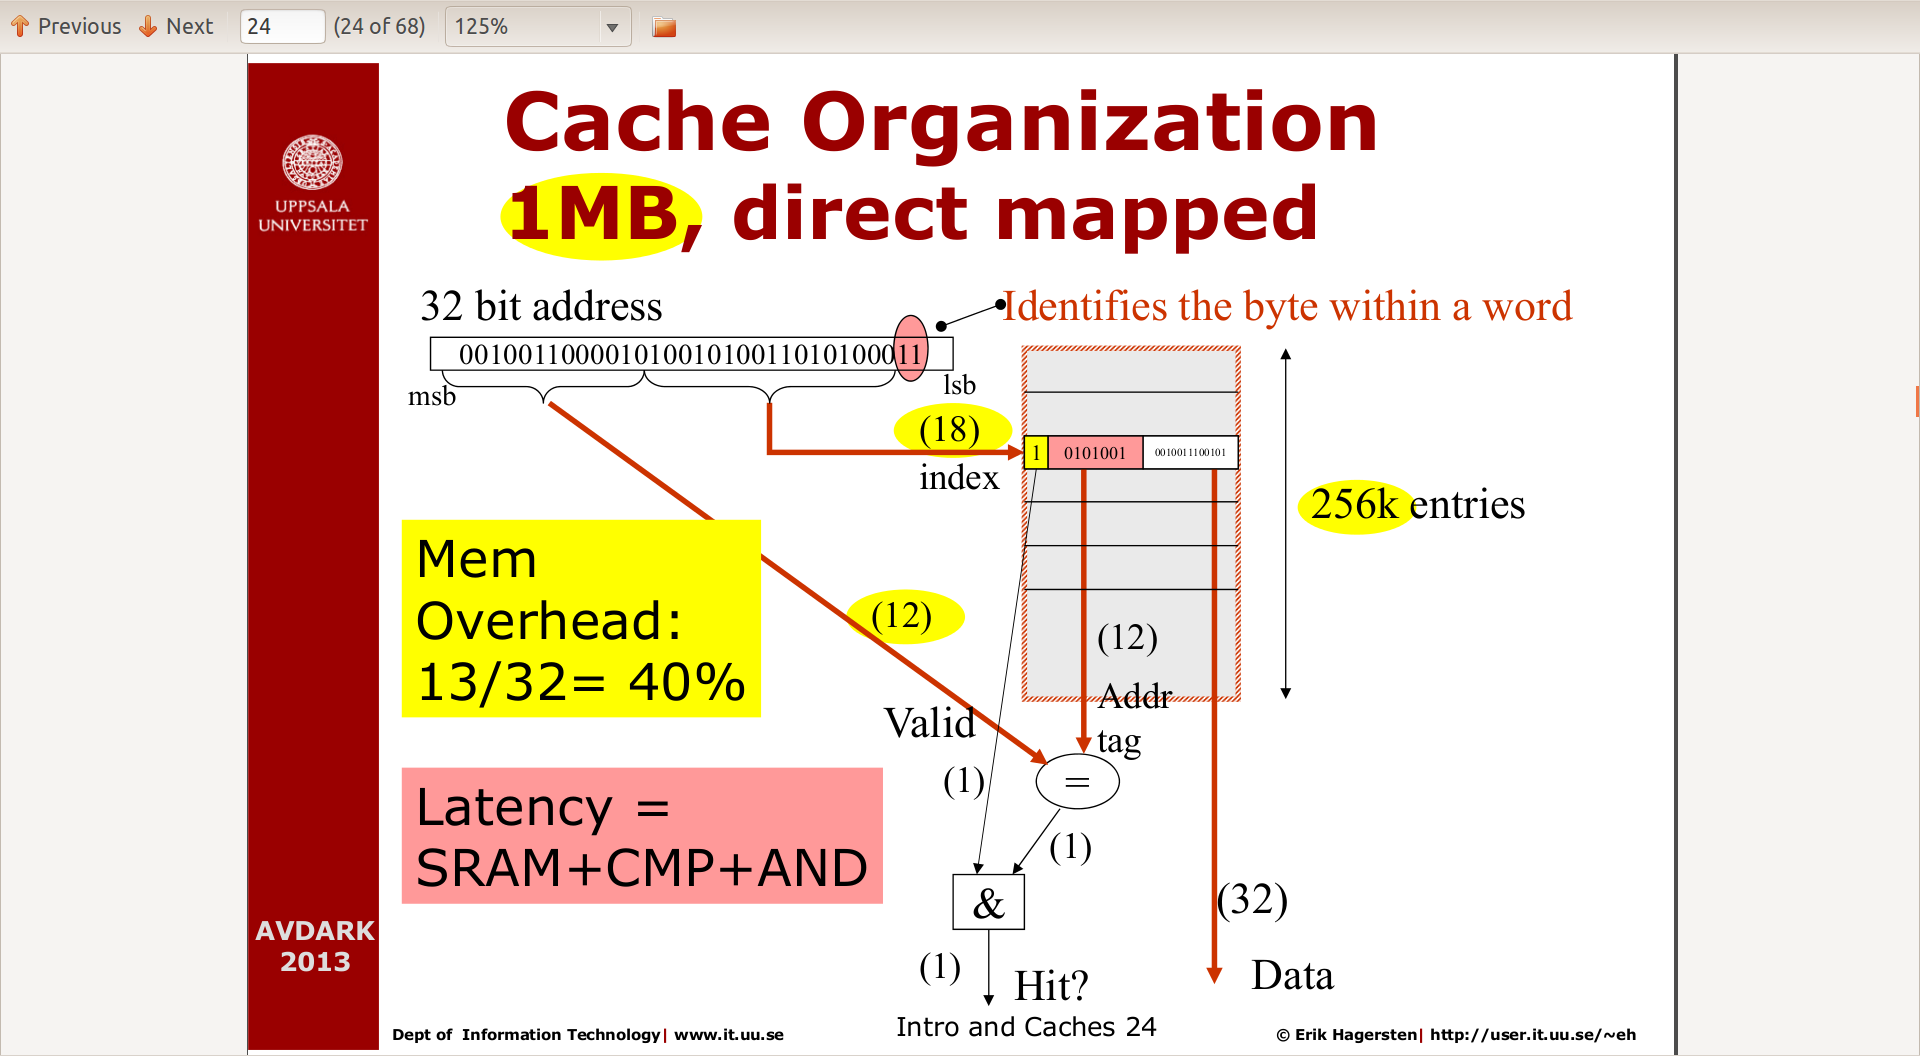 Previous Next 24 (24 of 68) 125%
Cache Organization
1MB, direct mapped
UPPSALA
UNIVERSITET
32 bit address
Identifies the byte within a word
00100110000101001010011010100011
msb
lsb
(18)
index
1 0101001 0010011100101
256k entries
Mem
Overhead:
13/32= 40%
(12)
(12)
Addr
tag
Valid
(1)
=
(1)
Latency =
SRAM+CMP+AND
&
(32)
(1)
Hit?
Data
AVDARK
2013
Dept of Information Technology| www.it.uu.se
Intro and Caches 24
© Erik Hagersten| http://user.it.uu.se/~eh